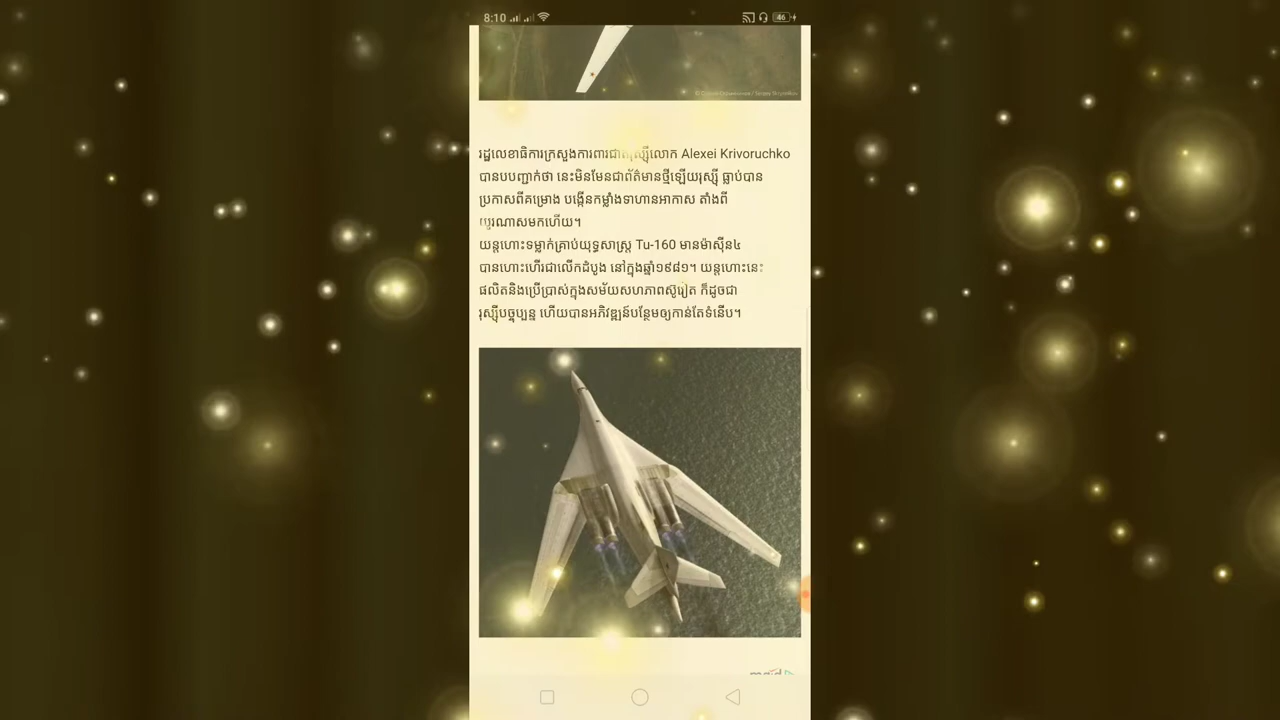 8:10
46
រដ្ឋលេខាធិការក្រសួងការពារជាតិរុស្ស៊ីលោក Alexei Krivoruchko
បានបបញ្ជាក់ថា នេះមិនមែនជាព័ត៌មានថ្មីឡើយរុស្ស៊ី ធ្លាប់បាន
ប្រកាសពីគម្រោង បង្កើនកម្លាំងទាហានអាកាស តាំងពី
យូរណាសមកហើយ។
យន្តហោះទម្លាក់គ្រាប់យុទ្ធសាស្ត្រ Tu-160 មានម៉ាស៊ីន៤
បានហោះហើរជាលើកដំបូង នៅក្នុងឆ្នាំ១៩៨១។ យន្តហោះនេះ
ផលិតនិងប្រើប្រាស់ក្នុងសម័យសហភាពស៊ូវៀត ក៏ដូចជា
រុស្ស៊ីបច្ចុប្បន្ន ហើយបានអភិវឌ្ឍន៍បន្ថែមឲ្យកាន់តែទំនើប។